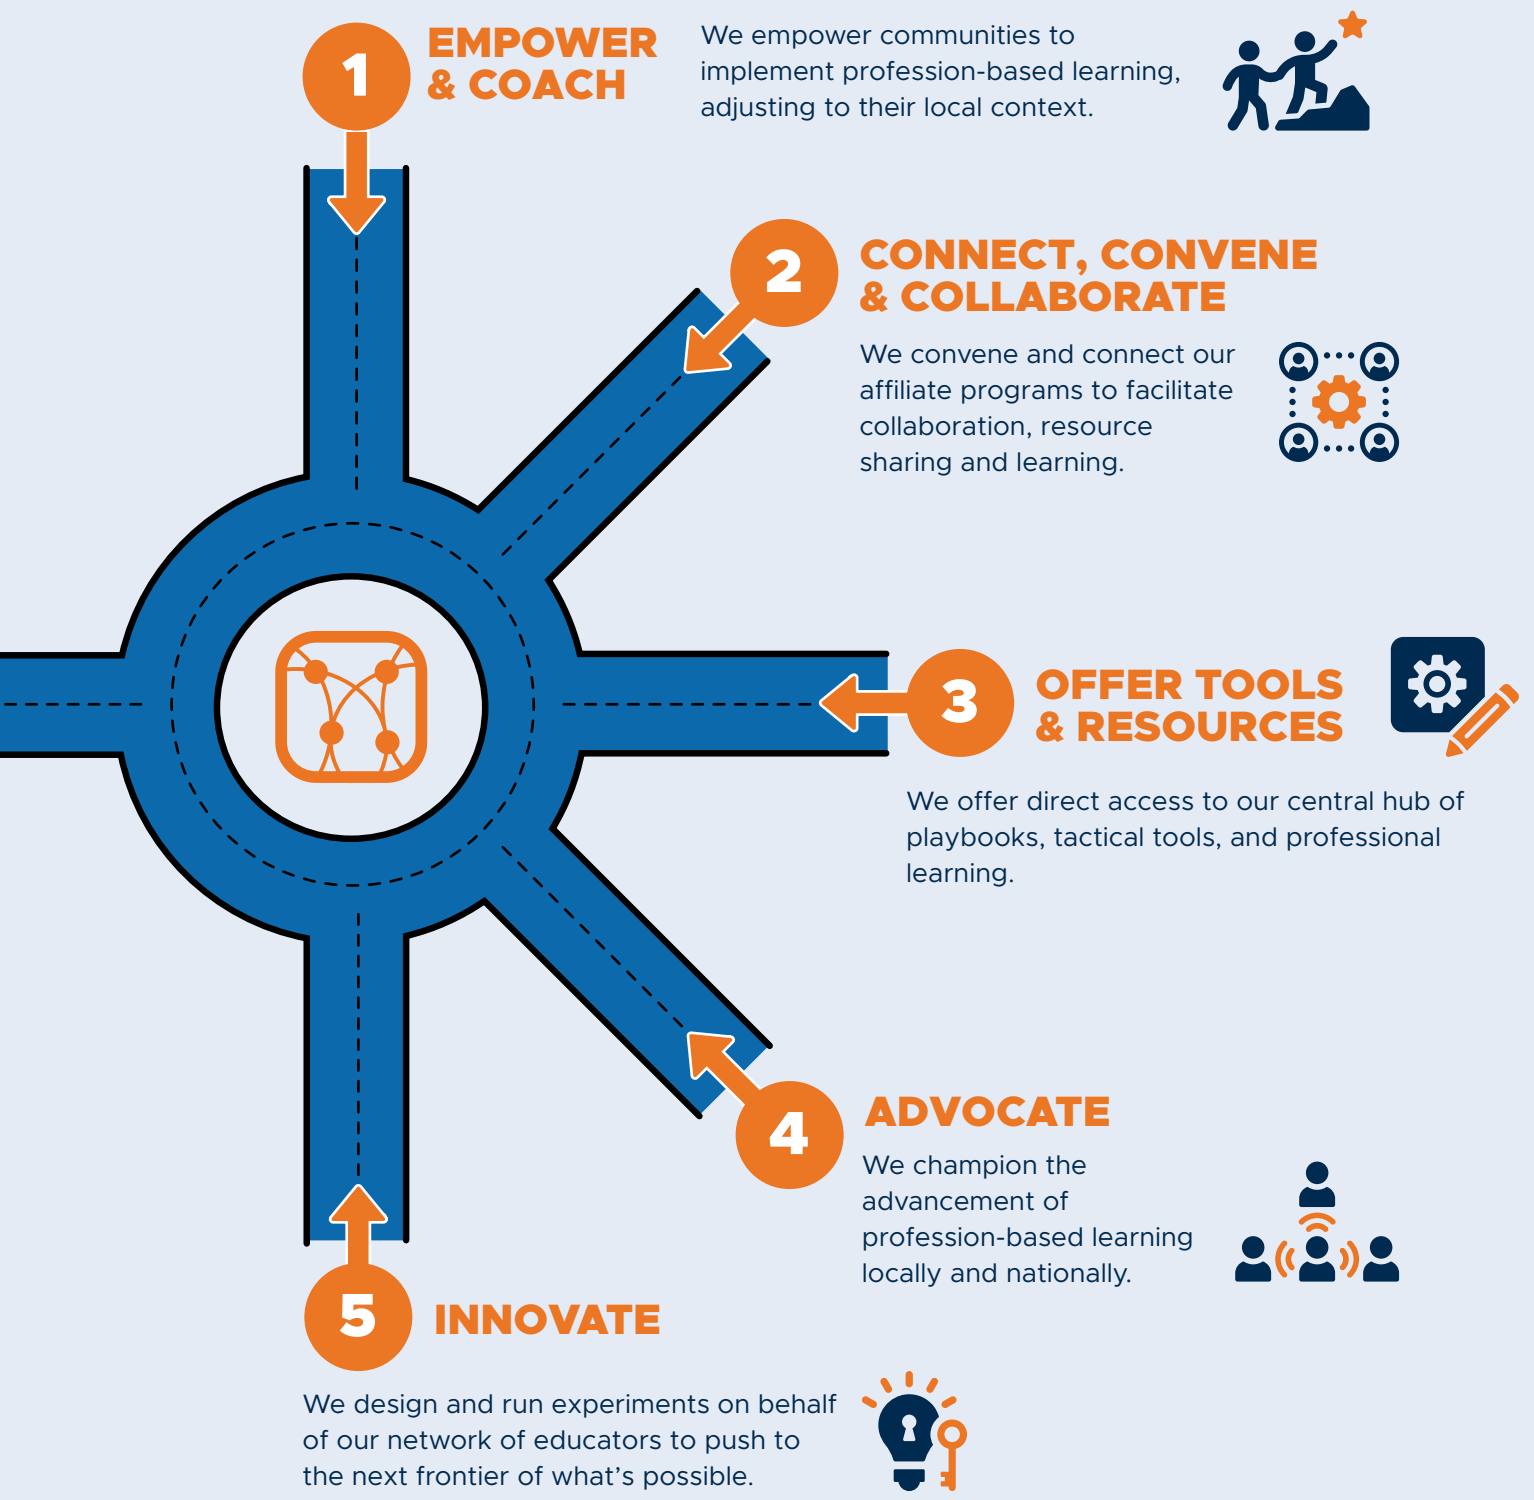 1
EMPOWER
& COACH
We empower communities to
implement profession-based learning,
adjusting to their local context.
2
CONNECT, CONVENE
& COLLABORATE
We convene and connect our
affiliate programs to facilitate
collaboration, resource
sharing and learning.
3
OFFER TOOLS
& RESOURCES
We offer direct access to our central hub of
playbooks, tactical tools, and professional
learning.
4
ADVOCATE
We champion the
advancement of
profession-based learning
locally and nationally.
5
INNOVATE
We design and run experiments on behalf
of our network of educators to push to
the next frontier of what's possible.